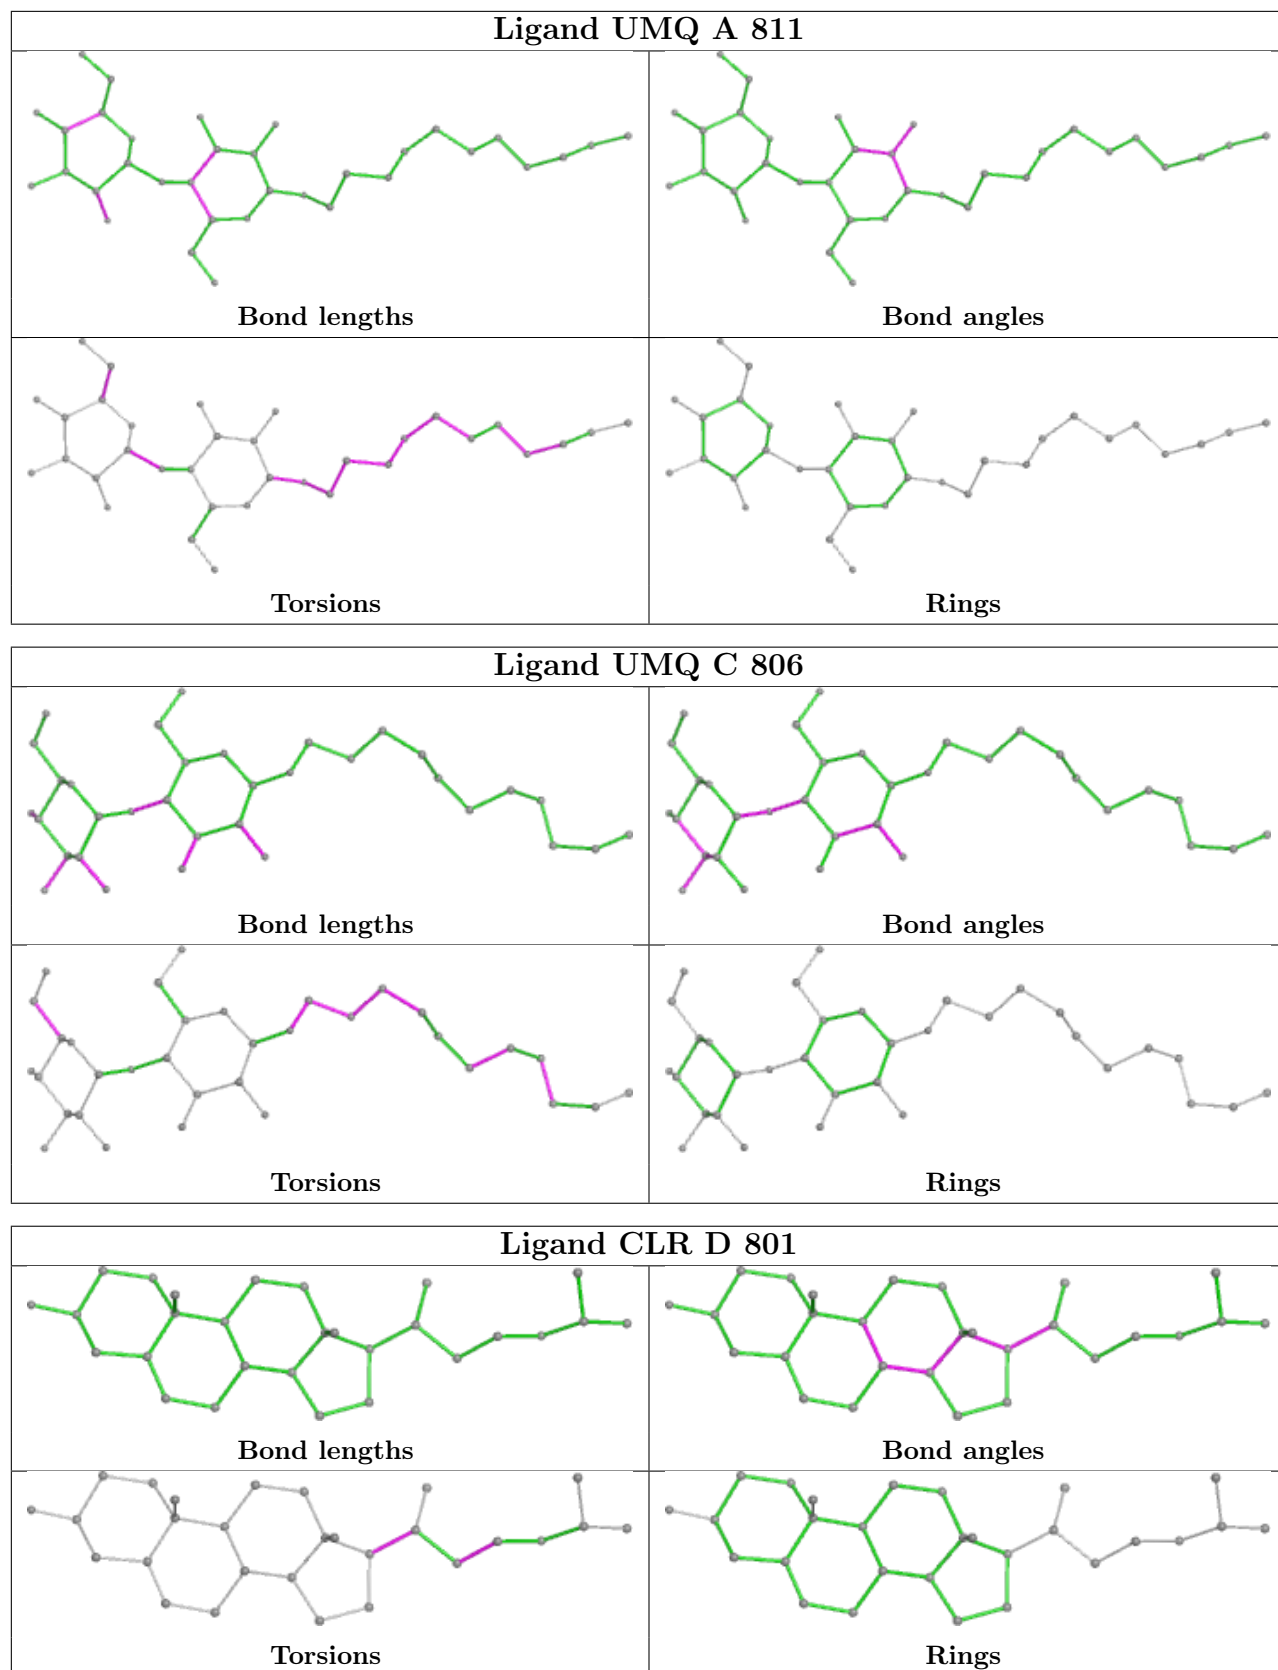 Ligand UMQ A 811
Bond lengths
Bond angles
Torsions
Rings
Ligand UMQ C 806
Bond lengths
Bond angles
Torsions
Rings
Ligand CLR D 801
Bond lengths
Bond angles
Torsions
Rings